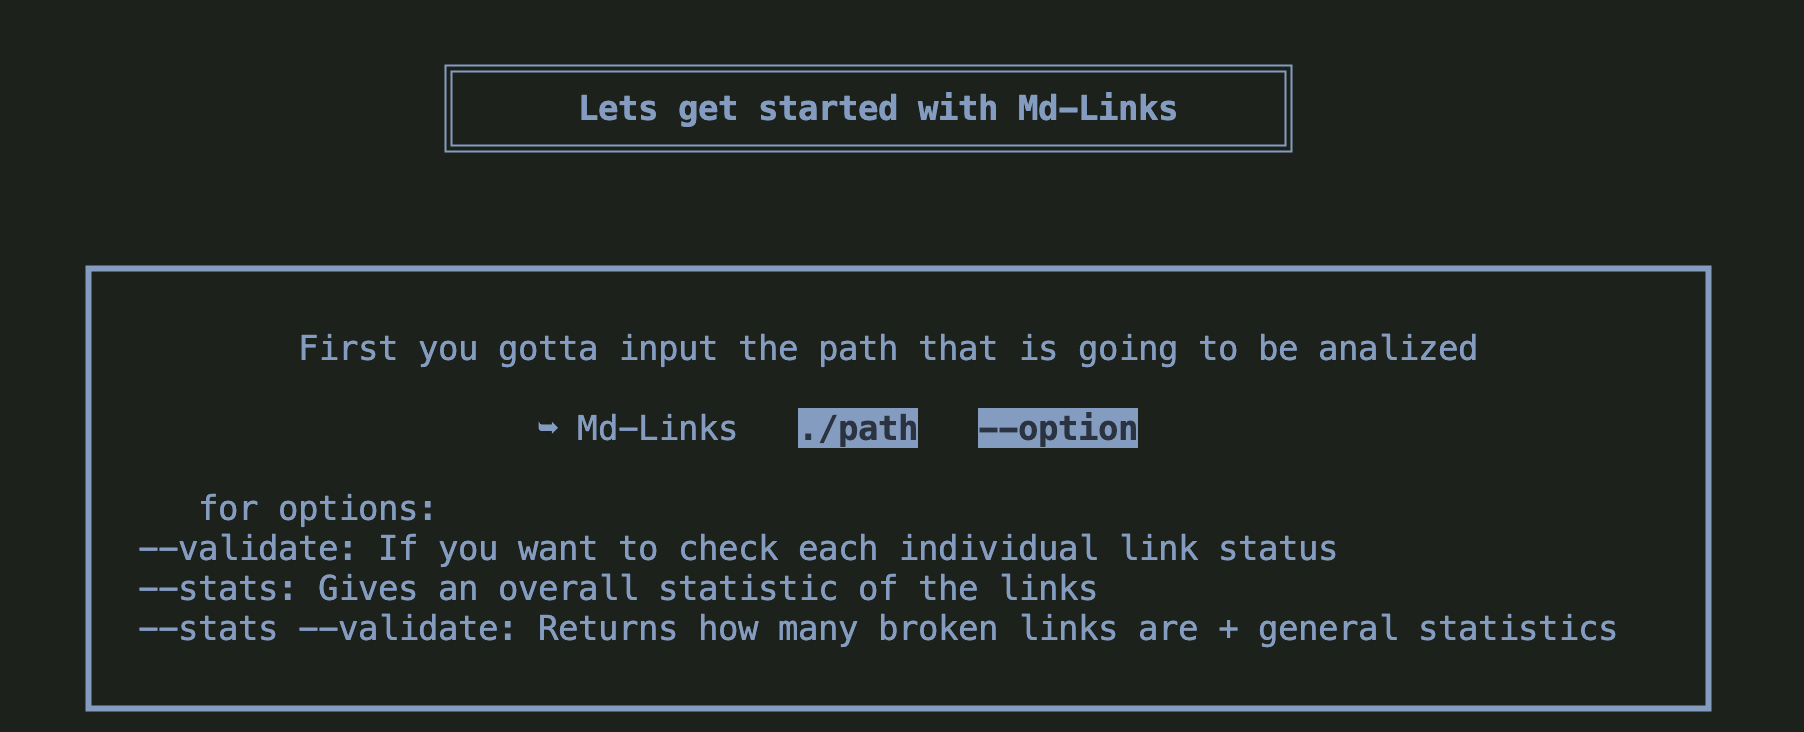 Lets get started with Md-Links
First you gotta input the path that is going to be analized
➥ Md-Links ./path --option
for options:
--validate: If you want to check each individual link status
--stats: Gives an overall statistic of the links
--stats --validate: Returns how many broken links are + general statistics